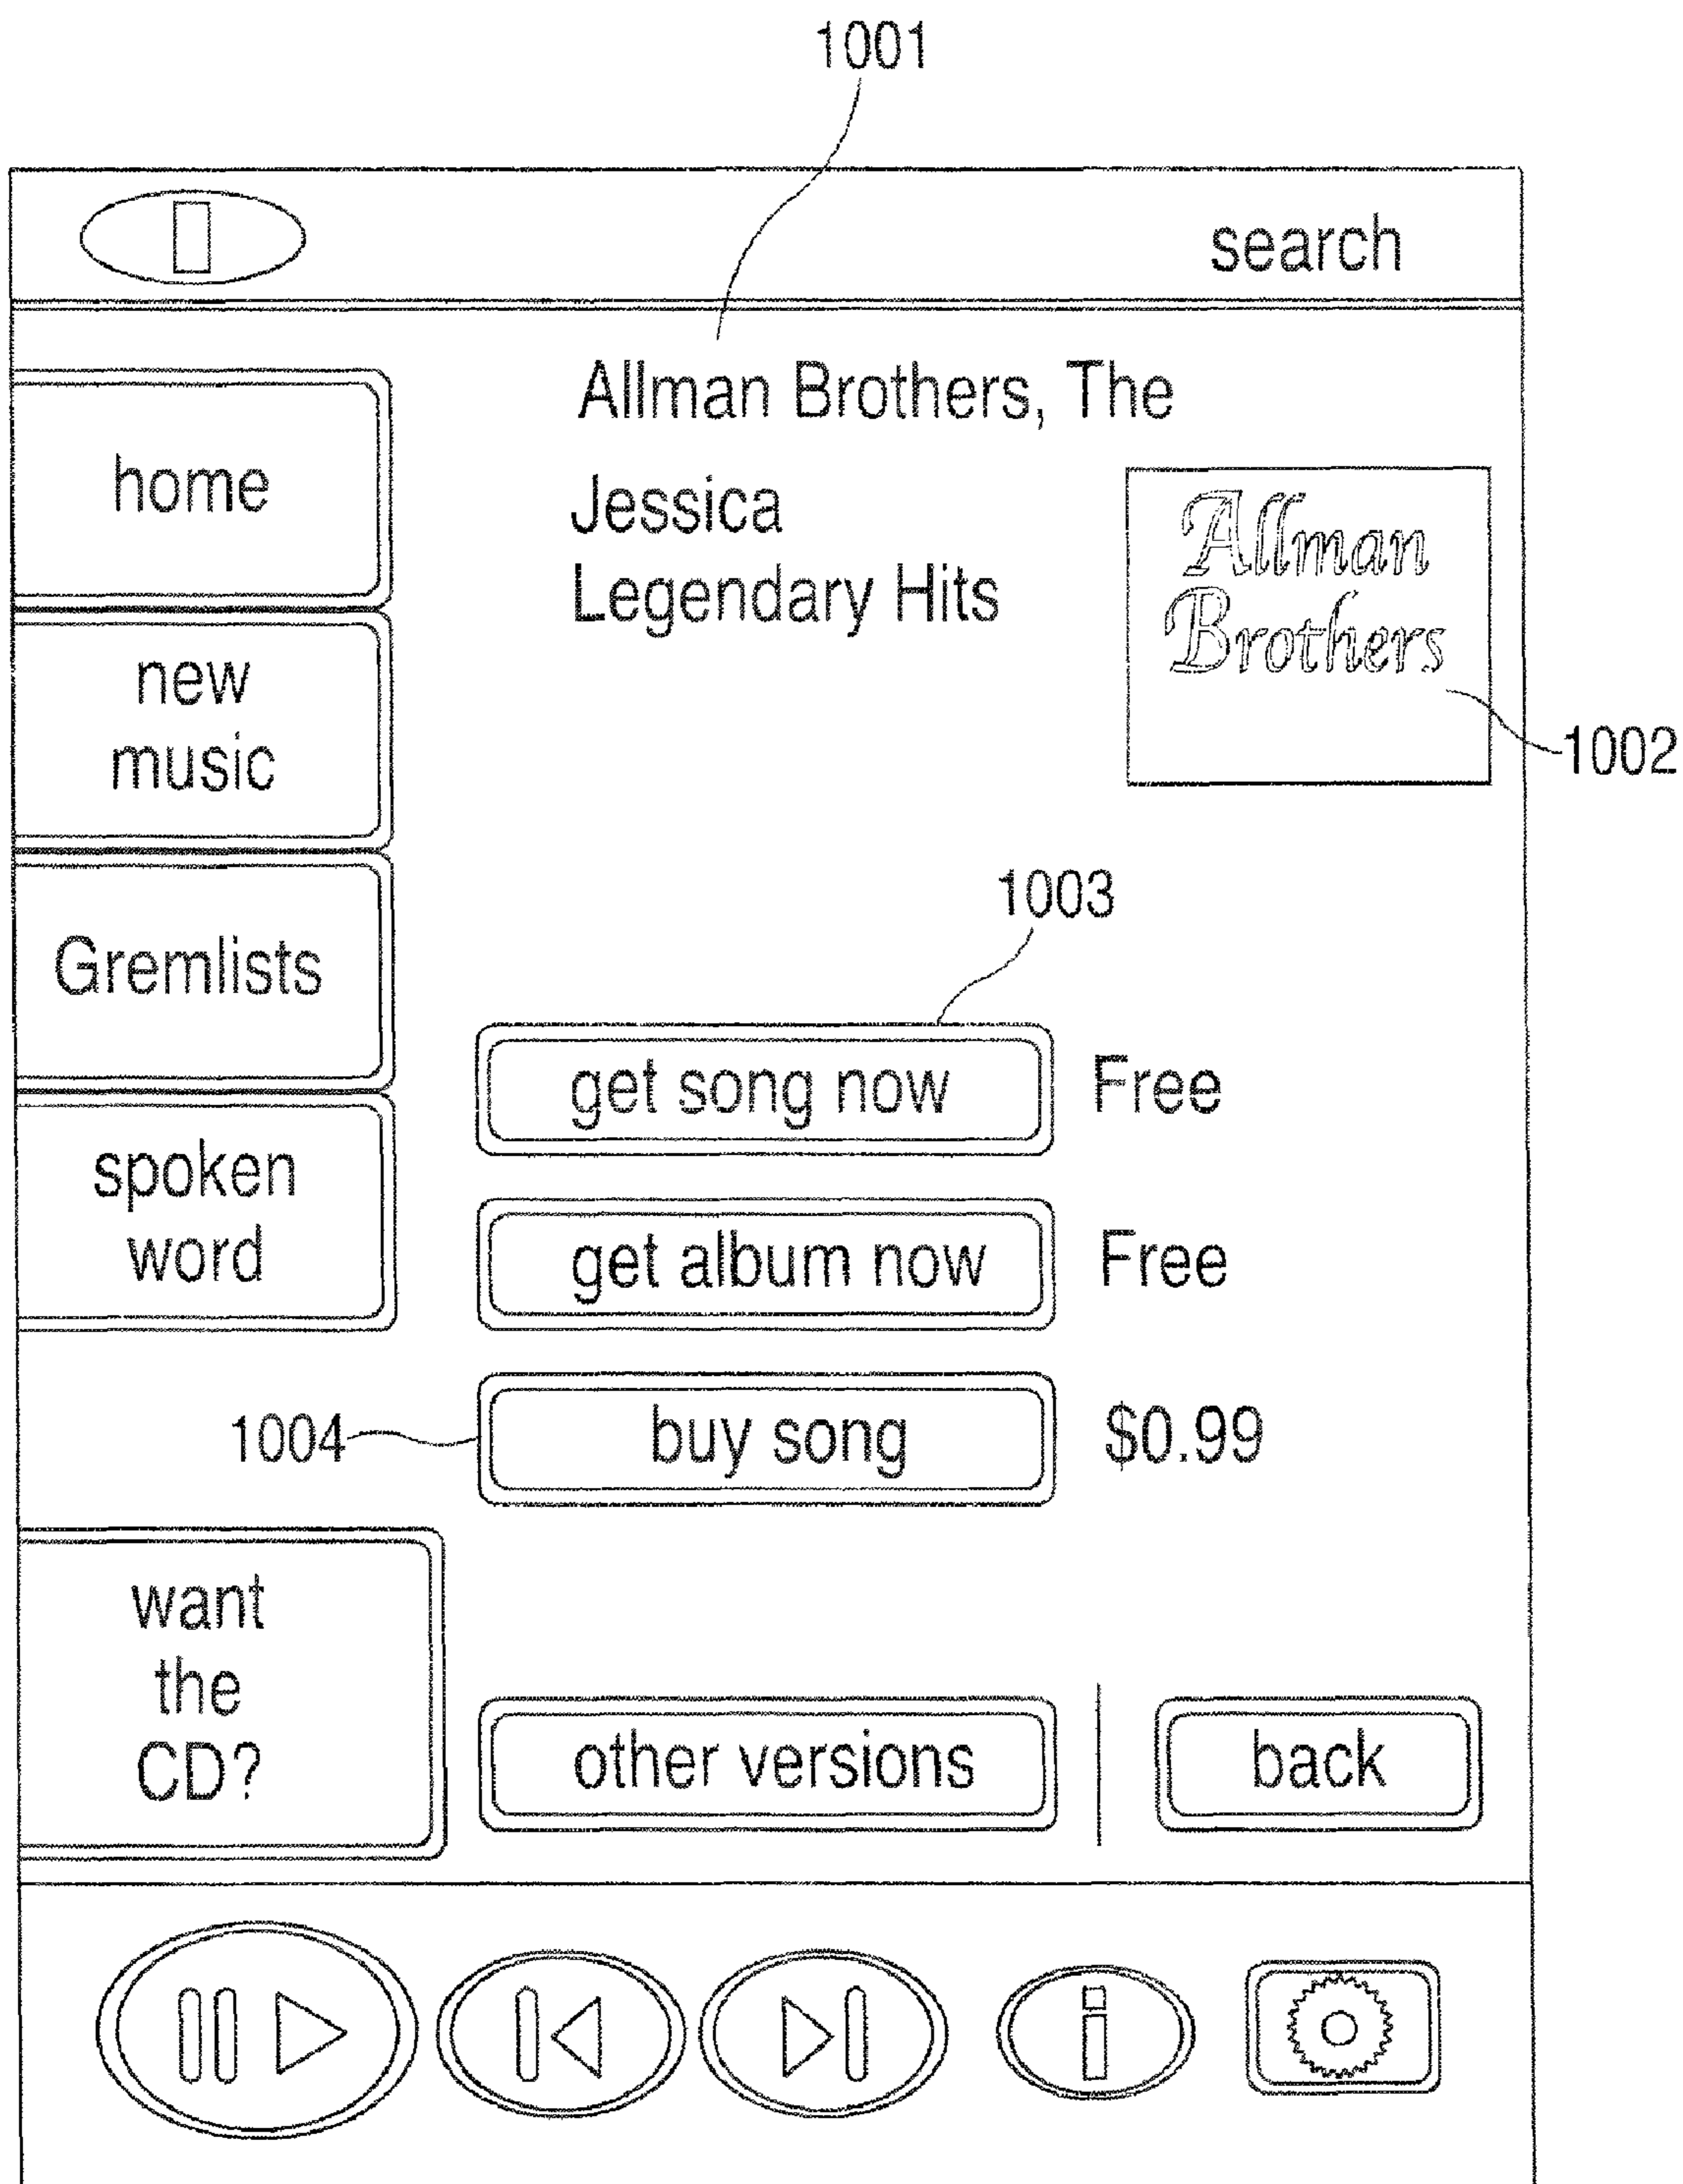 1001
search
Allman Brothers, The
home
Jessica
Legendary Hits
Allman
Brothers
1002
new
music
1003
Gremlists
get song now
Free
spoken
word
get album now
Free
1004
buy song
$0.99
want
the
CD?
other versions
back
i